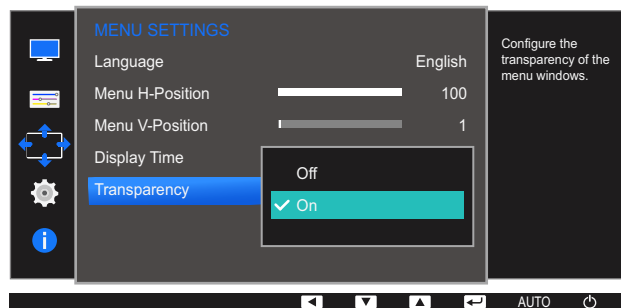 MENU SETTINGS
Language English
Menu H-Position 100
Menu V-Position 1
Display Time
Transparency
Off
On
Configure the
transparency of the
menu windows.
AUTO